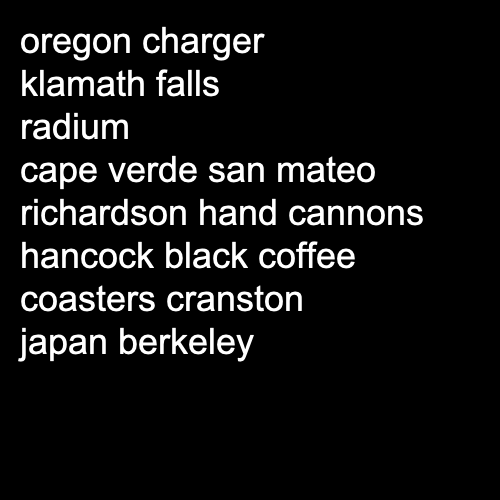 oregon charger
klamath falls
radium
cape verde san mateo
richardson hand cannons
hancock black coffee
coasters cranston
japan berkeley